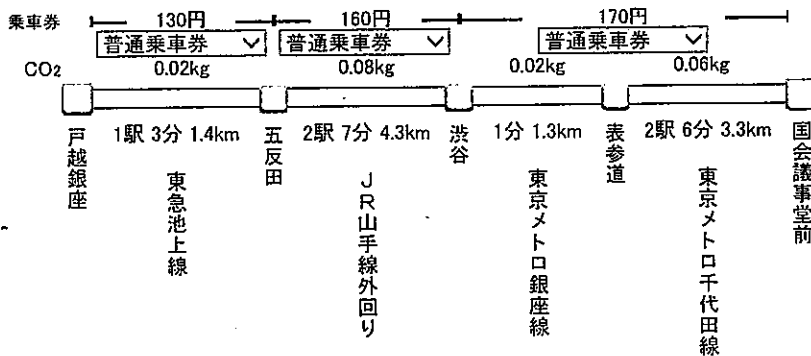 乗車券 130円 160円 170円
普通乗車券 普通乗車券 普通乗車券
CO₂ 0.02kg 0.08kg 0.02kg 0.06kg
戸越銀座
1駅 3分 1.4km
五反田
2駅 7分 4.3km
渋谷
1分 1.3km
表参道
2駅 6分 3.3km
国会議事堂前
東急池上線
JR山手線外回り
東京メトロ銀座線
東京メトロ千代田線